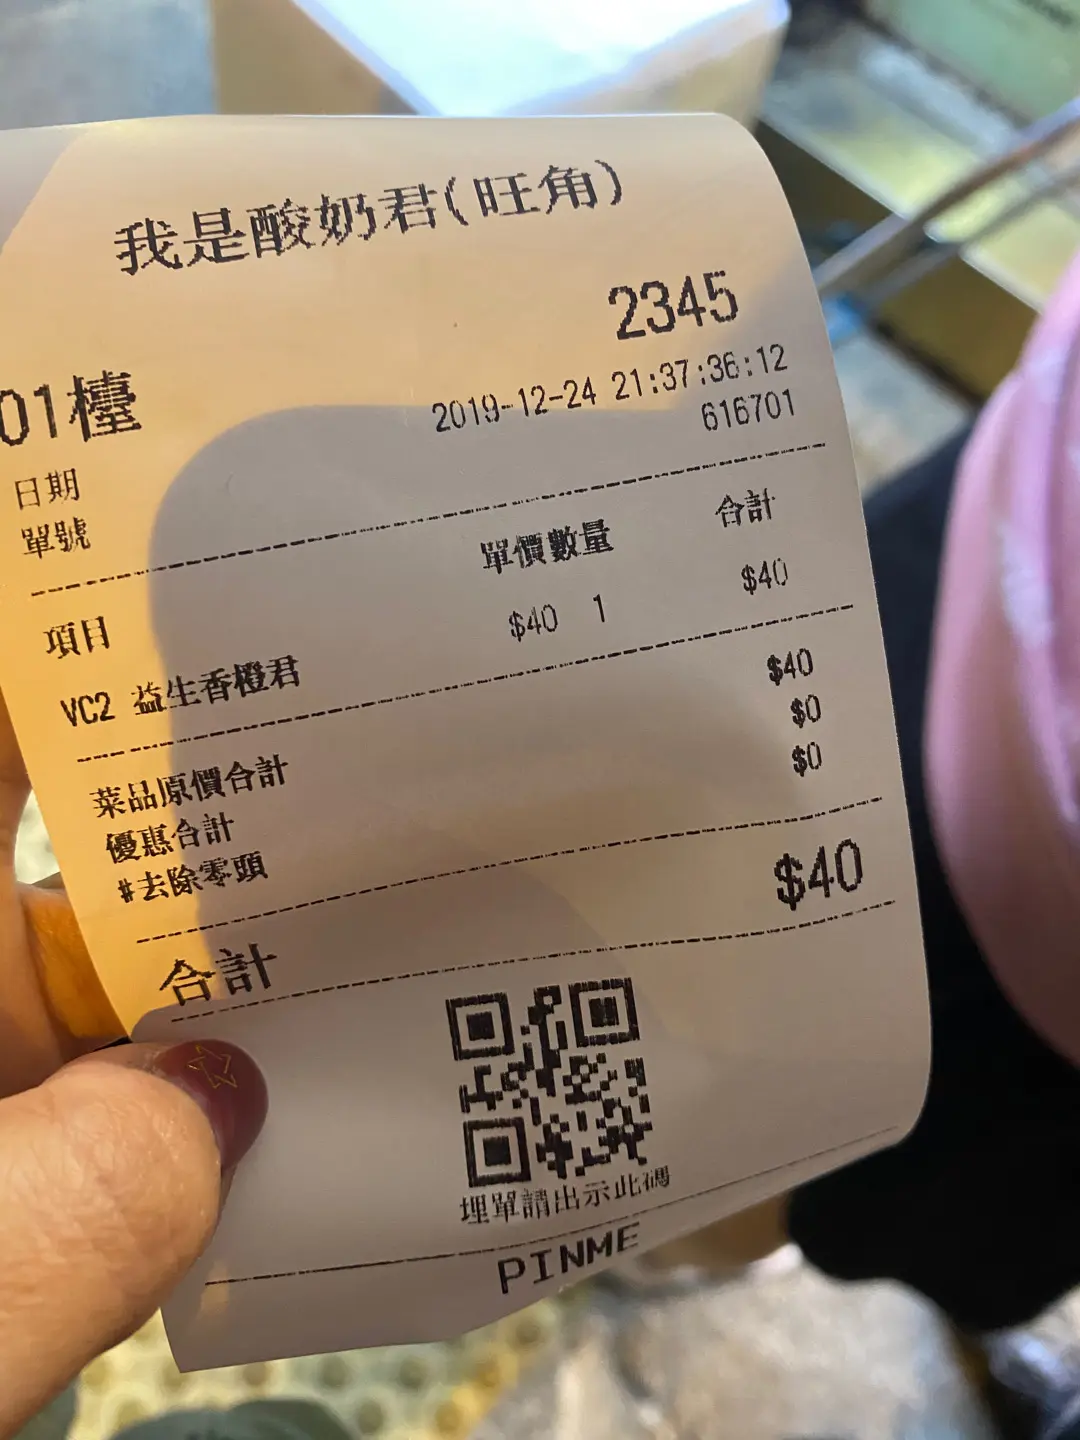 我是酸奶君(旺角)
2345
01檯
日期 2019-12-24 21:37:36:12
單號 616701
項目 單價數量 合計
VC2 益生香橙君 $40 1 $40
菜品原價合計 $40
優惠合計 $0
#去除零頭 $0
合計 $40
埋單請出示此碼
PINME